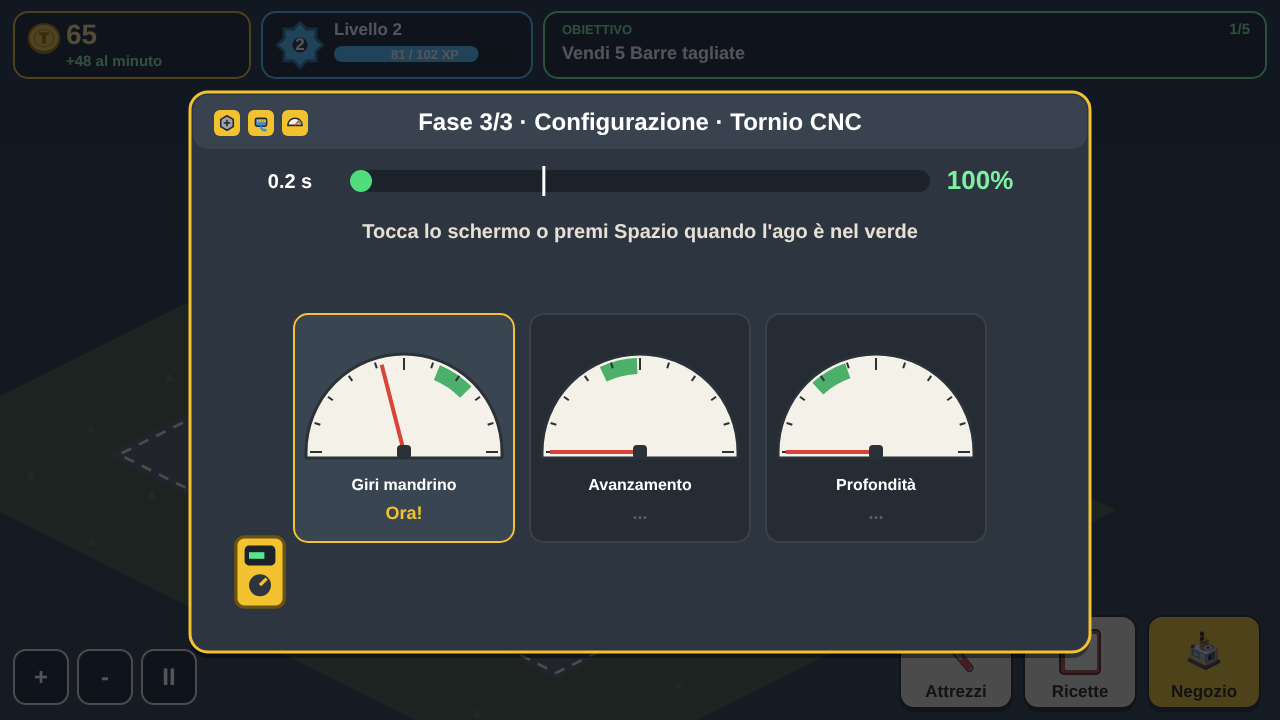 65
+48 al minuto
2
Livello 2
81 / 102 XP
OBIETTIVO
1/5
Vendi 5 Barre tagliate
Fase 3/3 · Configurazione · Tornio CNC
0.2 s
100%
Tocca lo schermo o premi Spazio quando l'ago è nel verde
Giri mandrino
Avanzamento
Profondità
Ora!
...
...
+
-
II
Attrezzi
Ricette
Negozio